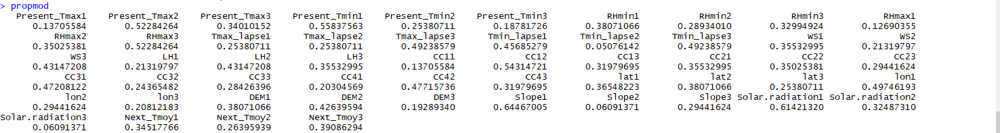 > propmod
Present_Tmax1 Present_Tmax2 Present_Tmax3 Present_Tmin1 Present_Tmin2 Present_Tmin3 RHmin1 RHmin2 RHmin3 RHmax1
0.13705584 0.52284264 0.34010152 0.55837563 0.25380711 0.18781726 0.38071066 0.28934010 0.32994924 0.12690355
RHmax2 RHmax3 Tmax_lapse1 Tmax_lapse2 Tmax_lapse3 Tmin_lapse1 Tmin_lapse2 Tmin_lapse3 WS1 WS2
0.35025381 0.52284264 0.25380711 0.25380711 0.49238579 0.45685279 0.05076142 0.49238579 0.35532995 0.21319797
WS3 LH1 LH2 LH3 CC11 CC12 CC13 CC21 CC22 CC23
0.43147208 0.21319797 0.43147208 0.35532995 0.13705584 0.54314721 0.31979695 0.35532995 0.35025381 0.29441624
CC31 CC32 CC33 CC41 CC42 CC43 lat1 lat2 lat3 lon1
0.47208122 0.24365482 0.28426396 0.20304569 0.47715736 0.31979695 0.36548223 0.38071066 0.25380711 0.49746193
lon2 lon3 DEM1 DEM2 DEM3 Slope1 Slope2 Slope3 Solar.radiation1 Solar.radiation2
0.29441624 0.20812183 0.38071066 0.42639594 0.19289340 0.64467005 0.06091371 0.29441624 0.61421320 0.32487310
Solar.radiation3 Next_Tmoy1 Next_Tmoy2 Next_Tmoy3
0.06091371 0.34517766 0.26395939 0.39086294